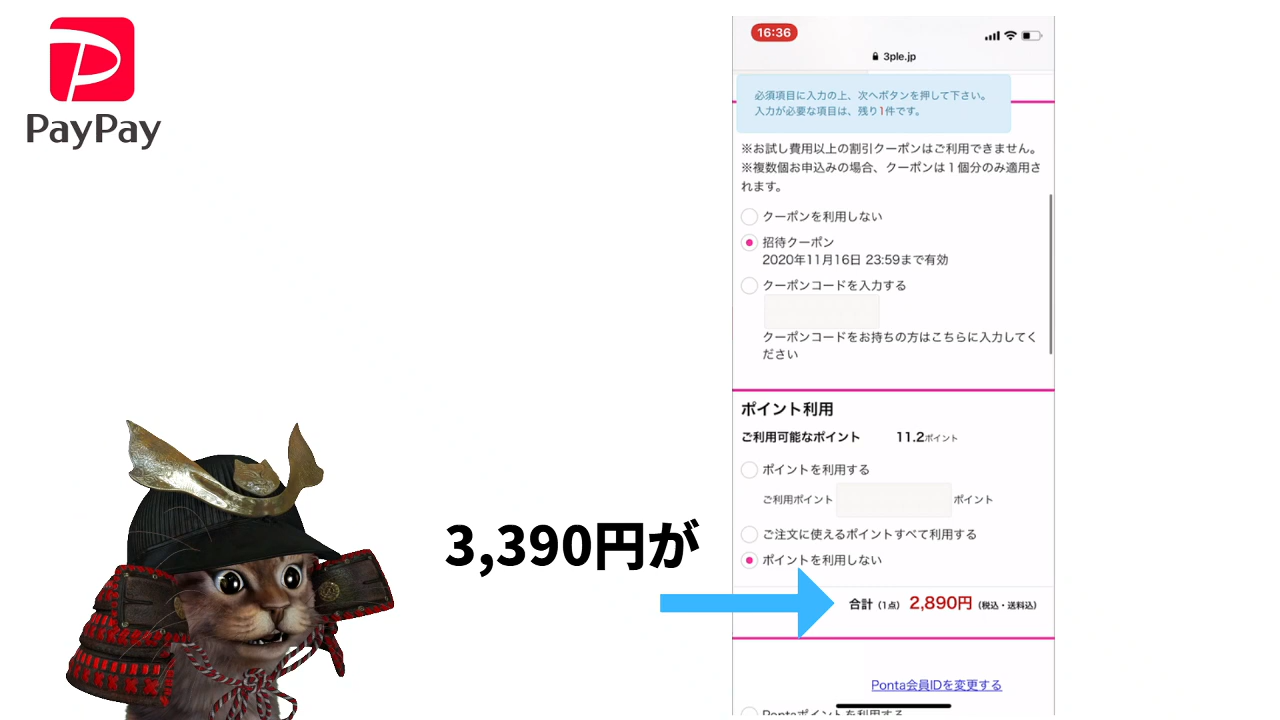 PayPay
16:36
3ple.jp
必須項目に入力の上、次へボタンを押して下さい。
入力が必要な項目は、残り1件です。
※お試し費用以上の割引クーポンはご利用できません。
※複数個お申込みの場合、クーポンは１個分のみ適用さ
れます。
クーポンを利用しない
招待クーポン
2020年11月16日 23:59まで有効
クーポンコードを入力する
クーポンコードをお持ちの方はこちらに入力してく
ださい
ポイント利用
ご利用可能なポイント 11.2ポイント
ポイントを利用する
ご利用ポイント ポイント
ご注文に使えるポイントすべて利用する
ポイントを利用しない
3,390円が
合計（1点） 2,890円（税込・送料込）
Ponta会員IDを変更する
Pontaポイントを利用する